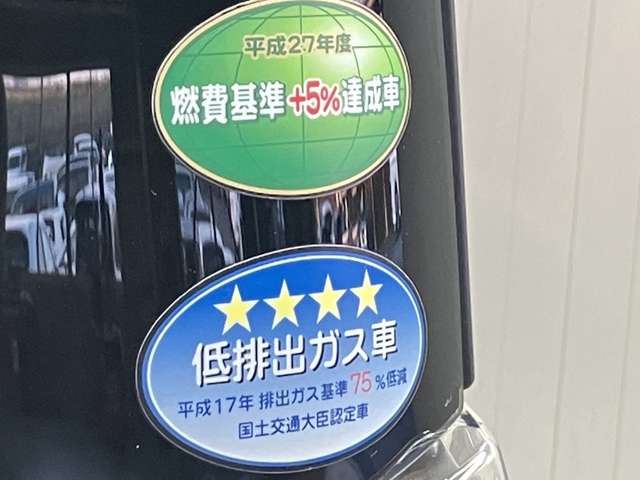 平成27年度
燃費基準+5%達成車
低排出ガス車
平成17年 排出ガス基準75%低減
国土交通大臣認定車